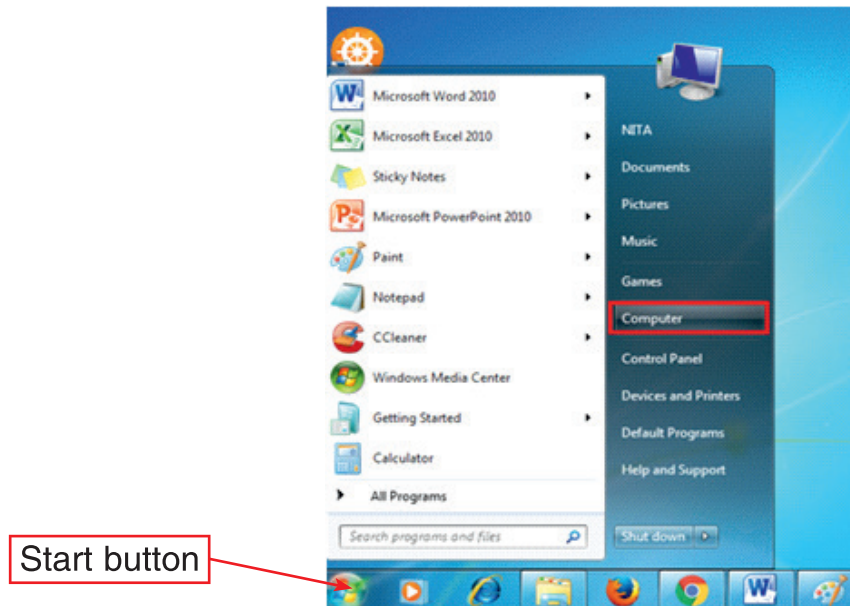 Microsoft Word 2010
Microsoft Excel 2010
Sticky Notes
Microsoft PowerPoint 2010
Paint
Notepad
CCleaner
Windows Media Center
Getting Started
Calculator
All Programs
Search programs and files
NITA
Documents
Pictures
Music
Games
Computer
Control Panel
Devices and Printers
Default Programs
Help and Support
Shut down
Start button